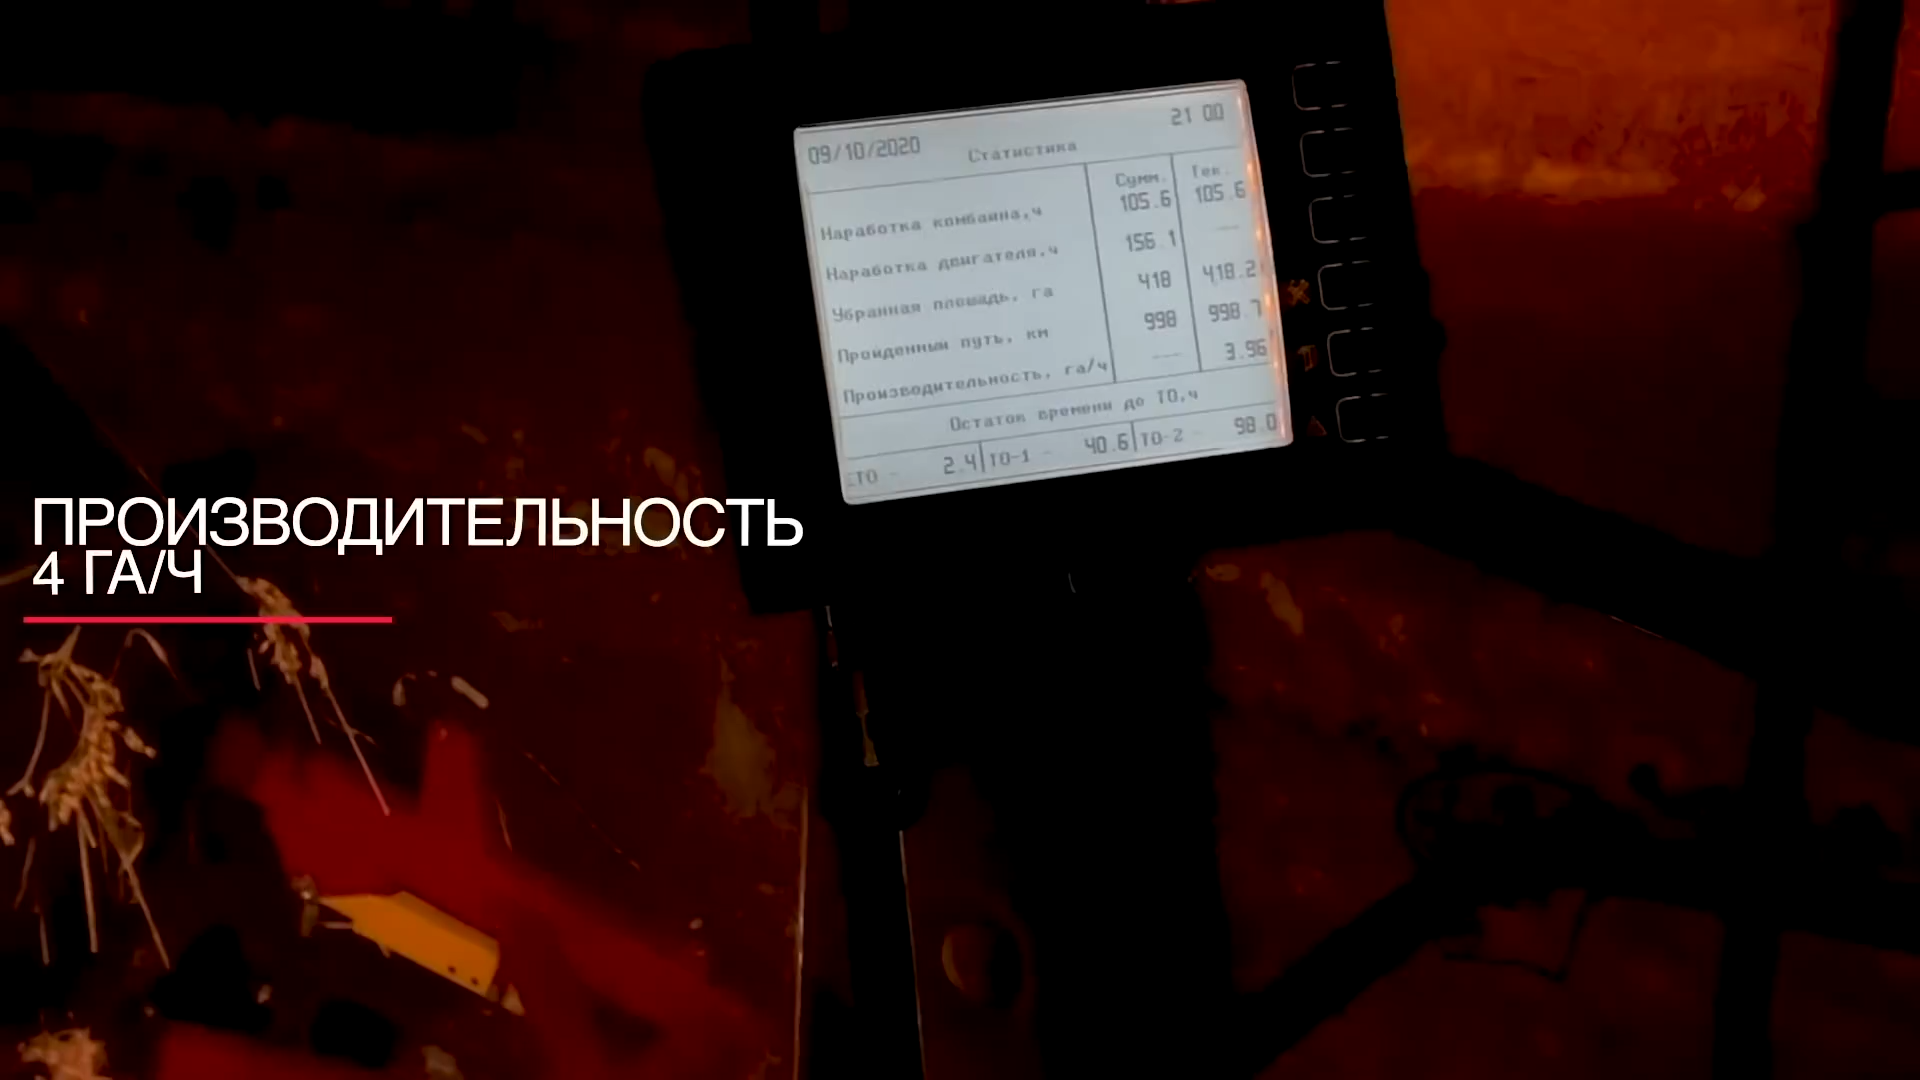 09/10/2020 21 00
Статистика
Сумм. Тек.
Наработка комбайна,ч 105.6 105.6
Наработка двигателя,ч 156.1 ---
Убранная площадь, га 418 418.2
Пройденный путь, км 998 998.7
Производительность, га/ч --- 3.96
Остаток времени до ТО,ч
ЕТО - 2.4 ТО-1 - 40.6 ТО-2 - 98.0
ПРОИЗВОДИТЕЛЬНОСТЬ
4 ГА/Ч